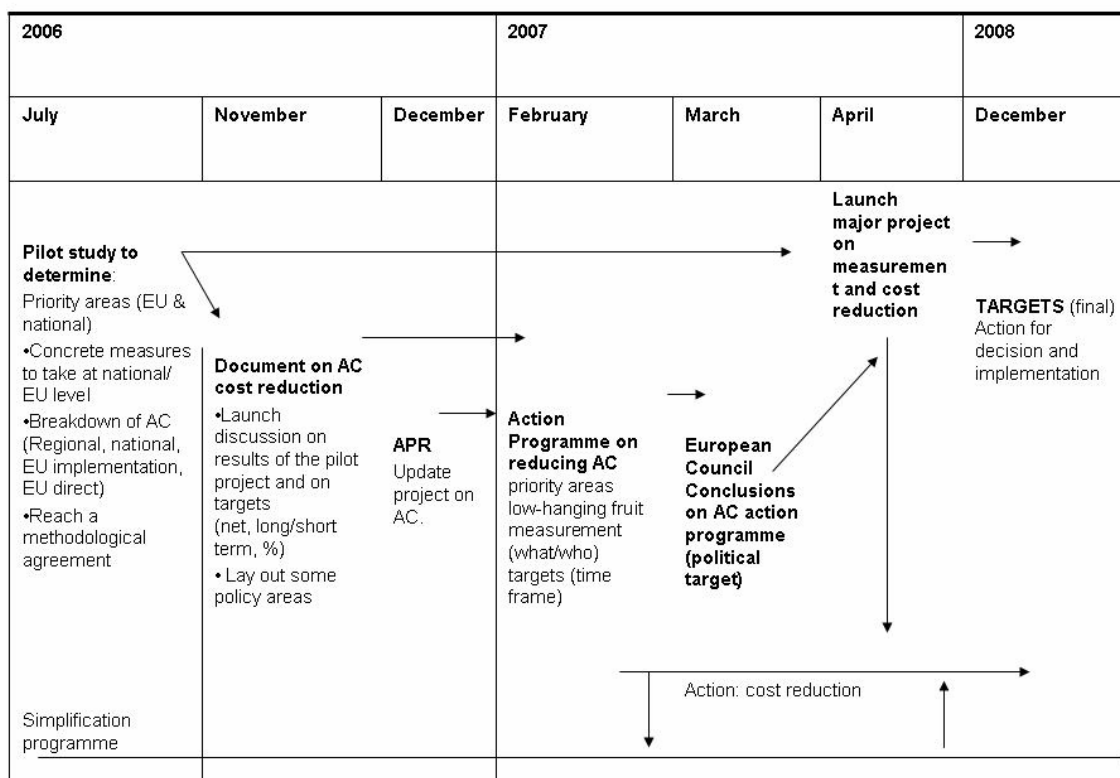 2006
2007
2008
July
November
December
February
March
April
December
Pilot study to
determine:
Priority areas (EU &
national)
•Concrete measures
to take at national/
EU level
•Breakdown of AC
(Regional, national,
EU implementation,
EU direct)
•Reach a
methodological
agreement
Document on AC
cost reduction
•Launch
discussion on
results of the pilot
project and on
targets
(net, long/short
term, %)
• Lay out some
policy areas
APR
Update
project on
AC.
Action
Programme on
reducing AC
priority areas
low-hanging fruit
measurement
(what/who)
targets (time
frame)
European
Council
Conclusions
on AC action
programme
(political
target)
Launch
major project
on
measuremen
t and cost
reduction
TARGETS (final)
Action for
decision and
implementation
Action: cost reduction
Simplification
programme